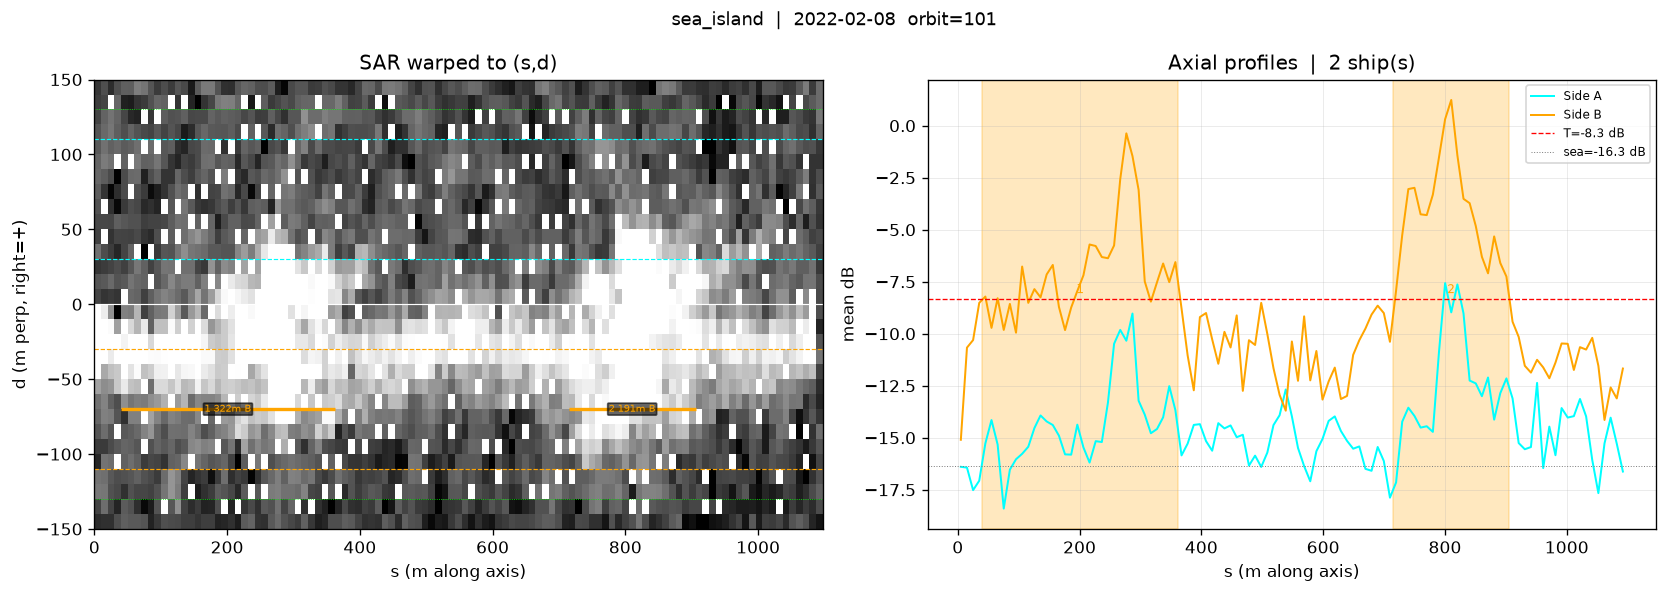 sea_island | 2022-02-08 orbit=101
SAR warped to (s,d)
150
100
50
0
−50
−100
−150
d (m perp, right=+)
1 322m B
2 191m B
0
200
400
600
800
1000
s (m along axis)
Axial profiles | 2 ship(s)
0.0
−2.5
−5.0
−7.5
−10.0
−12.5
−15.0
−17.5
mean dB
Side A
Side B
T=-8.3 dB
sea=-16.3 dB
1
2
0
200
400
600
800
1000
s (m along axis)